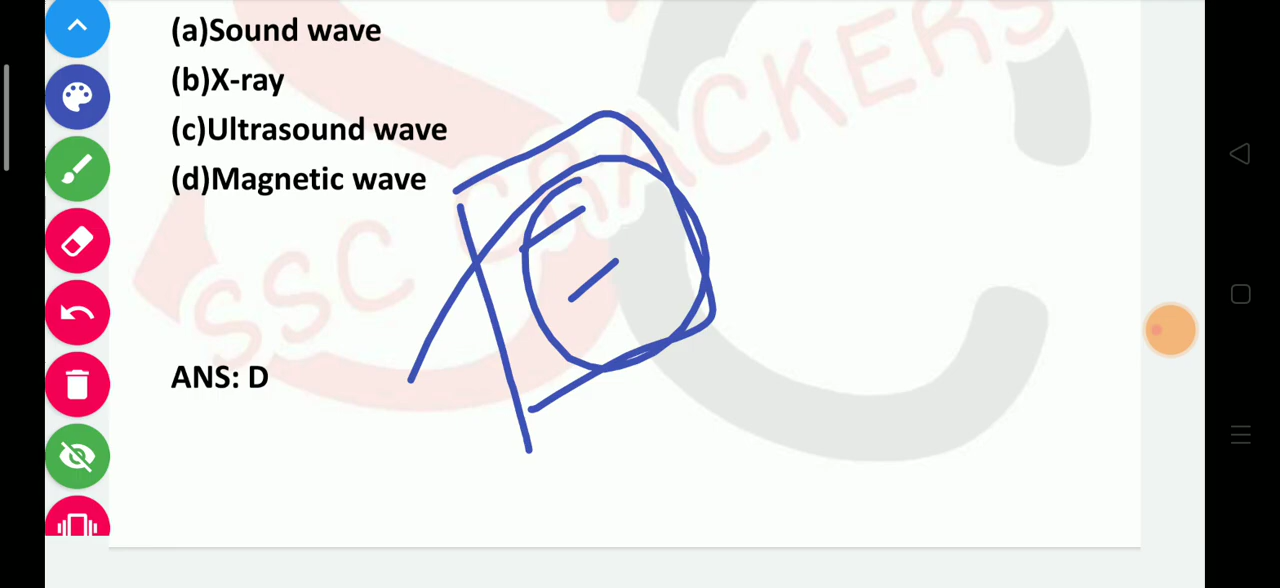 (a)Sound wave
(b)X-ray
(c)Ultrasound wave
(d)Magnetic wave
SSC CRACKERS
ANS: D